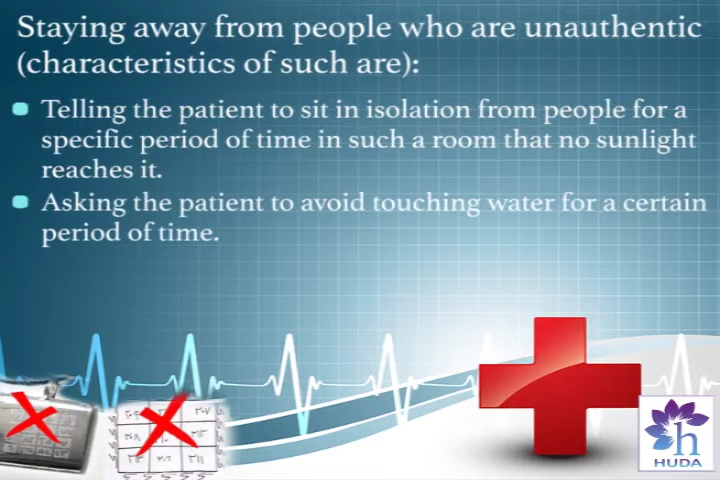 Staying away from people who are unauthentic
(characteristics of such are):
Telling the patient to sit in isolation from people for a
specific period of time in such a room that no sunlight
reaches it.
Asking the patient to avoid touching water for a certain
period of time.
h
HUDA